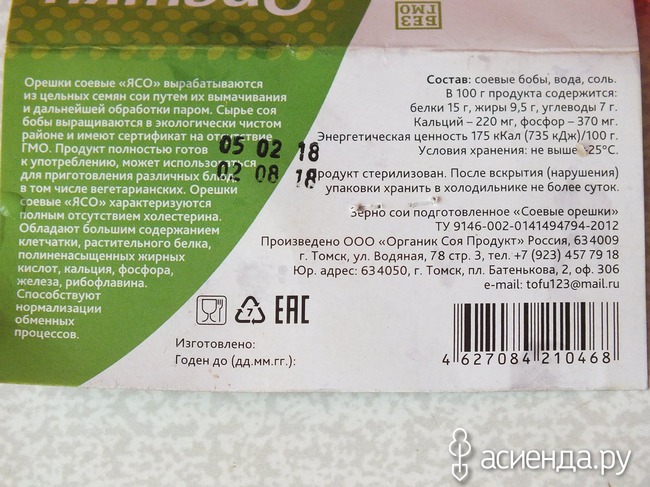 Орешки
БЕЗ
ГМО
Орешки соевые «ЯСО» вырабатываются
из цельных семян сои путем их вымачивания
и дальнейшей обработки паром. Сырье соя
бобы выращиваются в экологически чистом
районе и имеют сертификат на отсутствие
ГМО. Продукт полностью готов
к употреблению, может использоваться
для приготовления различных блюд,
в том числе вегетарианских. Орешки
соевые «ЯСО» характеризуются
полным отсутствием холестерина.
Обладают большим содержанием
клетчатки, растительного белка,
полиненасыщенных жирных
кислот, кальция, фосфора,
железа, рибофлавина.
Способствуют
нормализации
обменных
процессов.
05 02 18
02 08 18
Состав: соевые бобы, вода, соль.
В 100 г продукта содержится:
белки 15 г, жиры 9,5 г, углеводы 7 г.
Кальций – 220 мг, фосфор – 370 мг.
Энергетическая ценность 175 кКал (735 кДж)/100 г.
Условия хранения: не выше +25°С.
Продукт стерилизован. После вскрытия (нарушения)
упаковки хранить в холодильнике не более суток.
Зерно сои подготовленное «Соевые орешки»
ТУ 9146-002-0141494794-2012
Произведено ООО «Органик Соя Продукт» Россия, 634009
г. Томск, ул. Водяная, 78 стр. 3, тел. +7 (923) 457 79 18
Юр. адрес: 634050, г. Томск, пл. Батенькова, 2, оф. 306
e-mail: tofu123@mail.ru
7
ЕАС
Изготовлено:
Годен до (дд.мм.гг.):
4 627084 210468
асиенда.ру